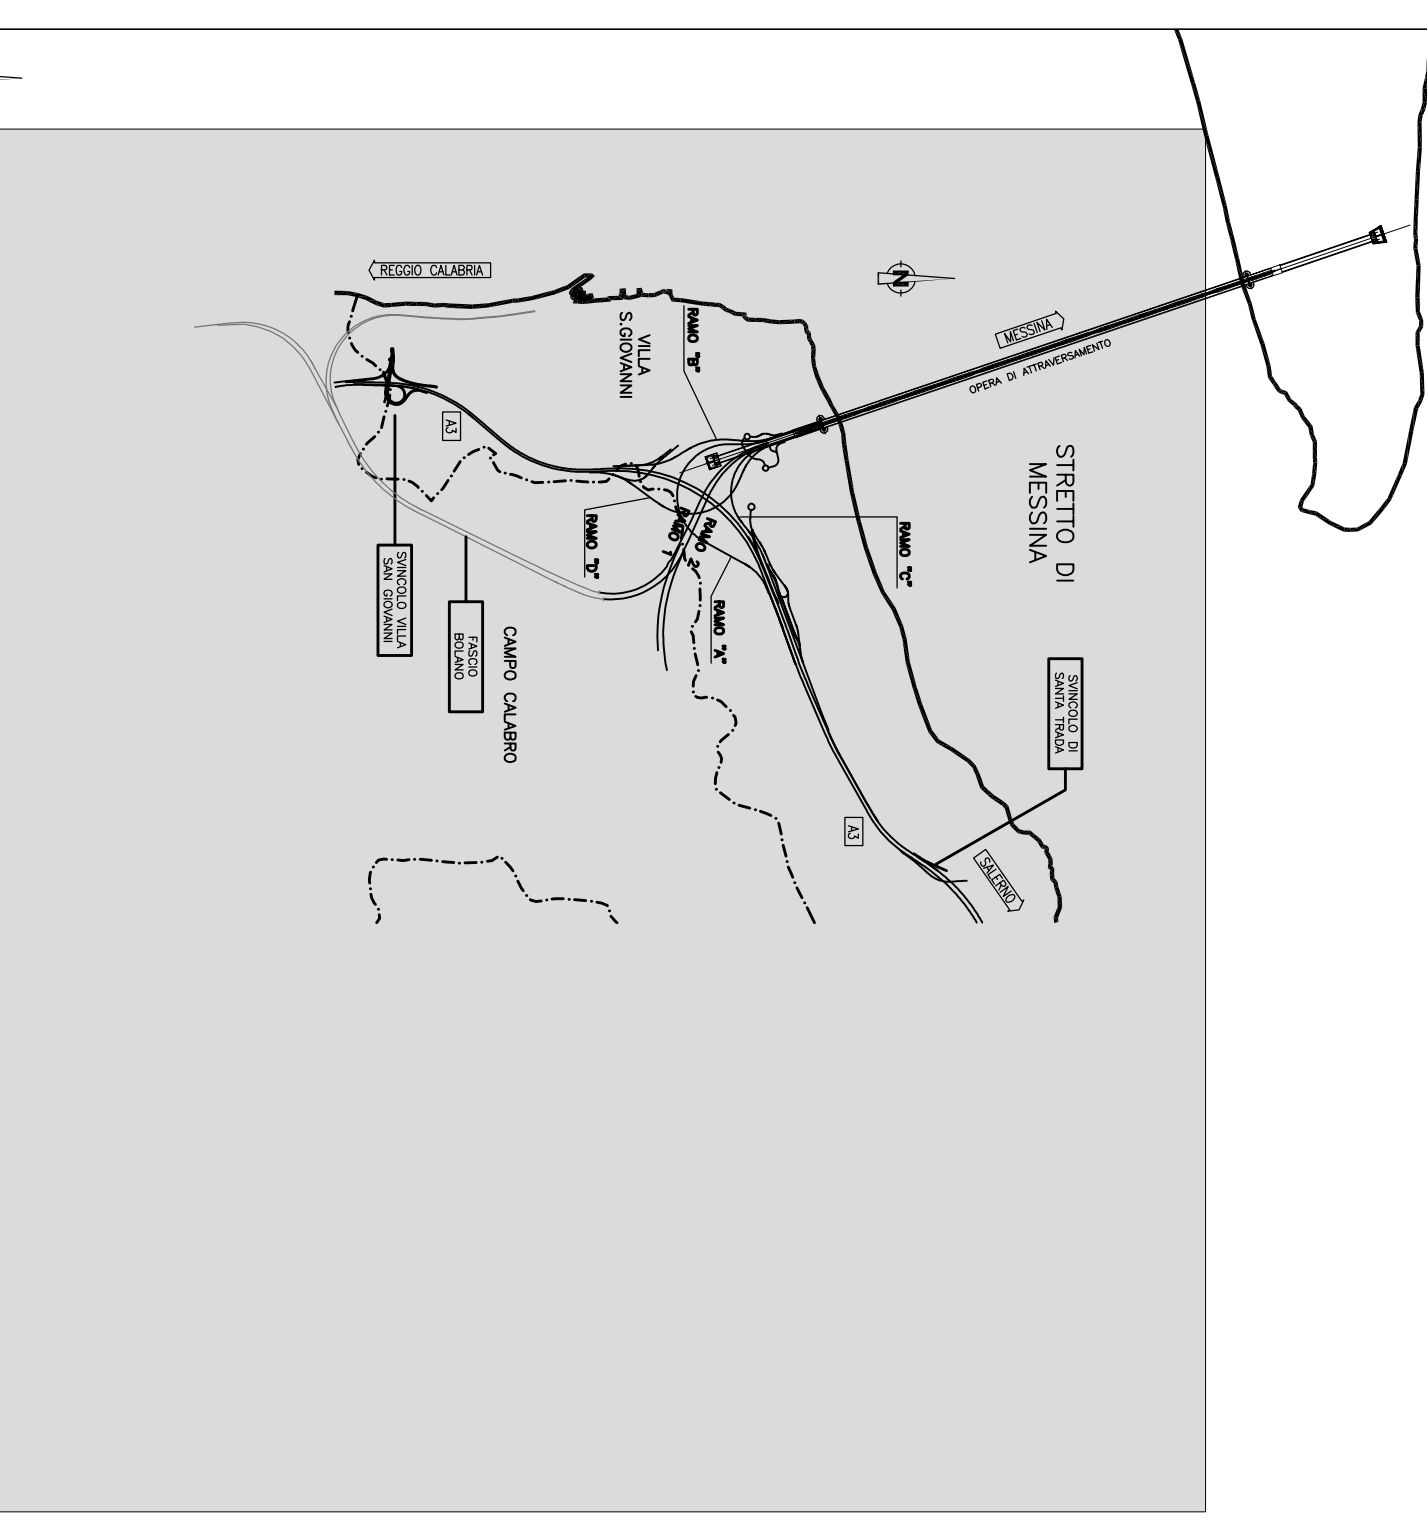 REGGIO CALABRIA
N
MESSINA
OPERA DI ATTRAVERSAMENTO
VILLA
S.GIOVANNI
RAMO "B"
A3
STRETTO DI
MESSINA
RAMO "D"
RAMO 1
RAMO 2
RAMO "C"
RAMO "A"
SVINCOLO VILLA
SAN GIOVANNI
FASCIO
BOLANO
CAMPO CALABRO
SVINCOLO DI
SANTA TRADA
A3
SALERNO